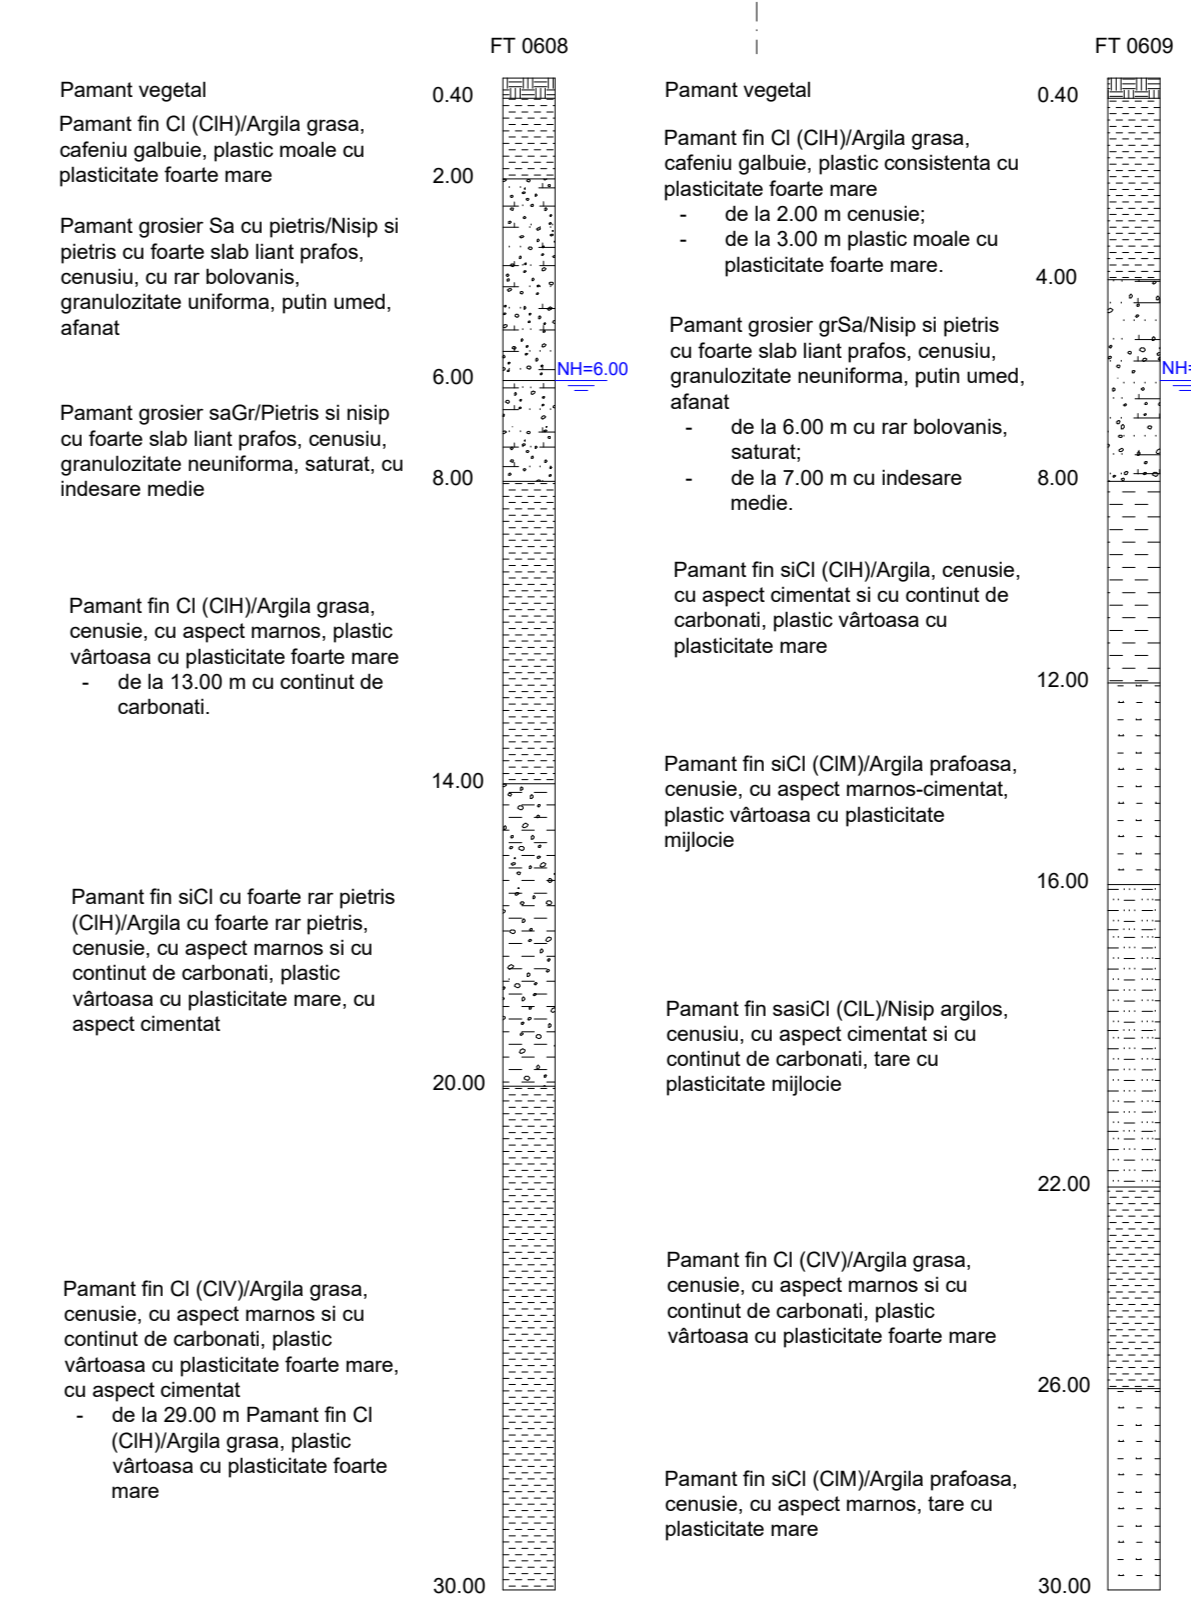 FT 0608
Pamant vegetal
0.40
Pamant fin Cl (ClH)/Argila grasa,
cafeniu galbuie, plastic moale cu
plasticitate foarte mare
2.00
Pamant grosier Sa cu pietris/Nisip si
pietris cu foarte slab liant prafos,
cenusiu, cu rar bolovanis,
granulozitate uniforma, putin umed,
afanat
NH=6.00
6.00
Pamant grosier saGr/Pietris si nisip
cu foarte slab liant prafos, cenusiu,
granulozitate neuniforma, saturat, cu
indesare medie
8.00
Pamant fin Cl (ClH)/Argila grasa,
cenusie, cu aspect marnos, plastic
vârtoasa cu plasticitate foarte mare
- de la 13.00 m cu continut de
carbonati.
14.00
Pamant fin siCl cu foarte rar pietris
(ClH)/Argila cu foarte rar pietris,
cenusie, cu aspect marnos si cu
continut de carbonati, plastic
vârtoasa cu plasticitate mare, cu
aspect cimentat
20.00
Pamant fin Cl (ClV)/Argila grasa,
cenusie, cu aspect marnos si cu
continut de carbonati, plastic
vârtoasa cu plasticitate foarte mare,
cu aspect cimentat
- de la 29.00 m Pamant fin Cl
(ClH)/Argila grasa, plastic
vârtoasa cu plasticitate foarte
mare
30.00
FT 0609
Pamant vegetal
0.40
Pamant fin Cl (ClH)/Argila grasa,
cafeniu galbuie, plastic consistenta cu
plasticitate foarte mare
- de la 2.00 m cenusie;
- de la 3.00 m plastic moale cu
plasticitate foarte mare.
4.00
Pamant grosier grSa/Nisip si pietris
cu foarte slab liant prafos, cenusiu,
granulozitate neuniforma, putin umed,
afanat
NH=
- de la 6.00 m cu rar bolovanis,
saturat;
- de la 7.00 m cu indesare
medie.
8.00
Pamant fin siCl (ClH)/Argila, cenusie,
cu aspect cimentat si cu continut de
carbonati, plastic vârtoasa cu
plasticitate mare
12.00
Pamant fin siCl (ClM)/Argila prafoasa,
cenusie, cu aspect marnos-cimentat,
plastic vârtoasa cu plasticitate
mijlocie
16.00
Pamant fin sasiCl (CIL)/Nisip argilos,
cenusiu, cu aspect cimentat si cu
continut de carbonati, tare cu
plasticitate mijlocie
22.00
Pamant fin Cl (ClV)/Argila grasa,
cenusie, cu aspect marnos si cu
continut de carbonati, plastic
vârtoasa cu plasticitate foarte mare
26.00
Pamant fin siCl (ClM)/Argila prafoasa,
cenusie, cu aspect marnos, tare cu
plasticitate mare
30.00